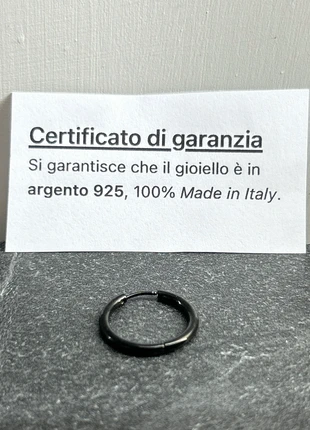 Certificato di garanzia
Si garantisce che il gioiello è in
argento 925, 100% Made in Italy.